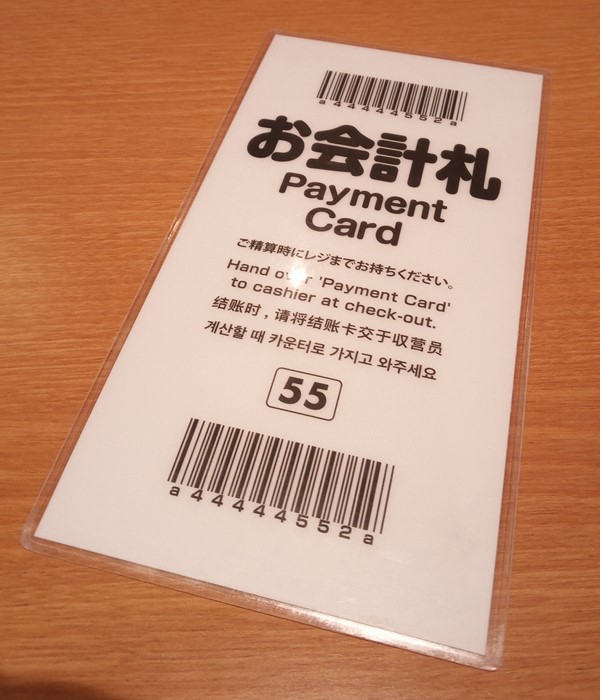 a44444552a
お会計札
Payment
Card
ご精算時にレジまでお持ちください。
Hand over 'Payment Card'
to cashier at check-out.
结账时，请将结账卡交于收营员
계산할 때 카운터로 가지고 와주세요
55
a44444552a